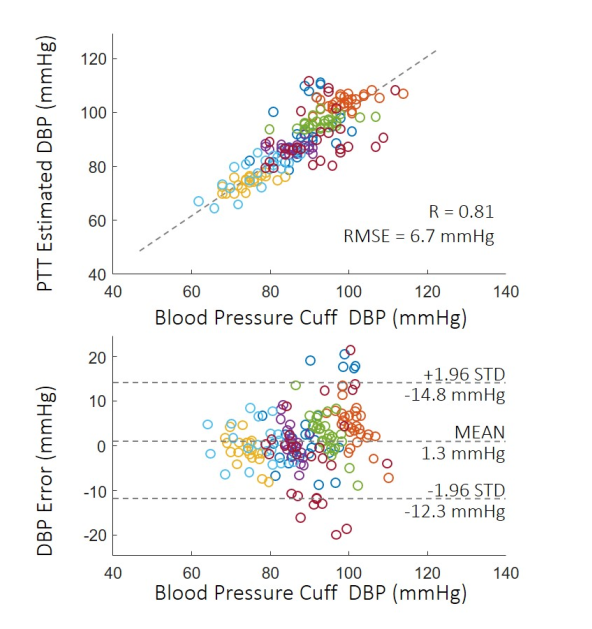 PTT Estimated DBP (mmHg)
120
100
80
60
40
R = 0.81
RMSE = 6.7 mmHg
40 60 80 100 120 140
Blood Pressure Cuff DBP (mmHg)
DBP Error (mmHg)
20
10
0
-10
-20
+1.96 STD
-14.8 mmHg
MEAN
1.3 mmHg
-1.96 STD
-12.3 mmHg
40 60 80 100 120 140
Blood Pressure Cuff DBP (mmHg)